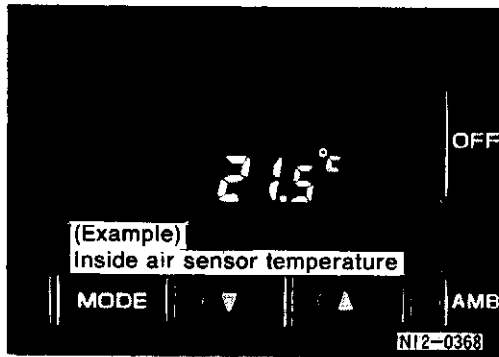 OFF
21.5°C
(Example)
Inside air sensor temperature
MODE ▼ ▲ AMB
N12-0368